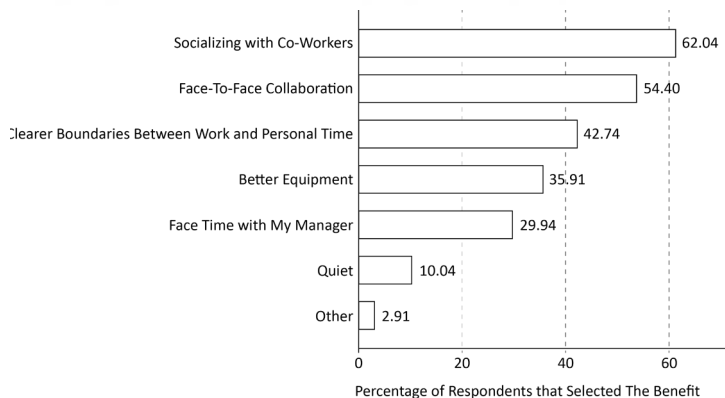 Socializing with Co-Workers 62.04
Face-To-Face Collaboration 54.40
Clearer Boundaries Between Work and Personal Time 42.74
Better Equipment 35.91
Face Time with My Manager 29.94
Quiet 10.04
Other 2.91
0 20 40 60
Percentage of Respondents that Selected The Benefit